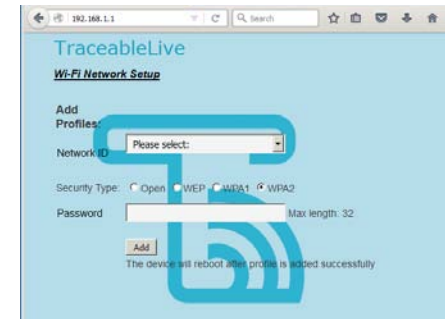 192.168.1.1
Search
TraceableLive
Wi-Fi Network Setup
Add
Profiles:
Network ID
Please select:
Security Type: Open WEP WPA1 WPA2
Password Max length: 32
Add
The device will reboot after profile is added successfully